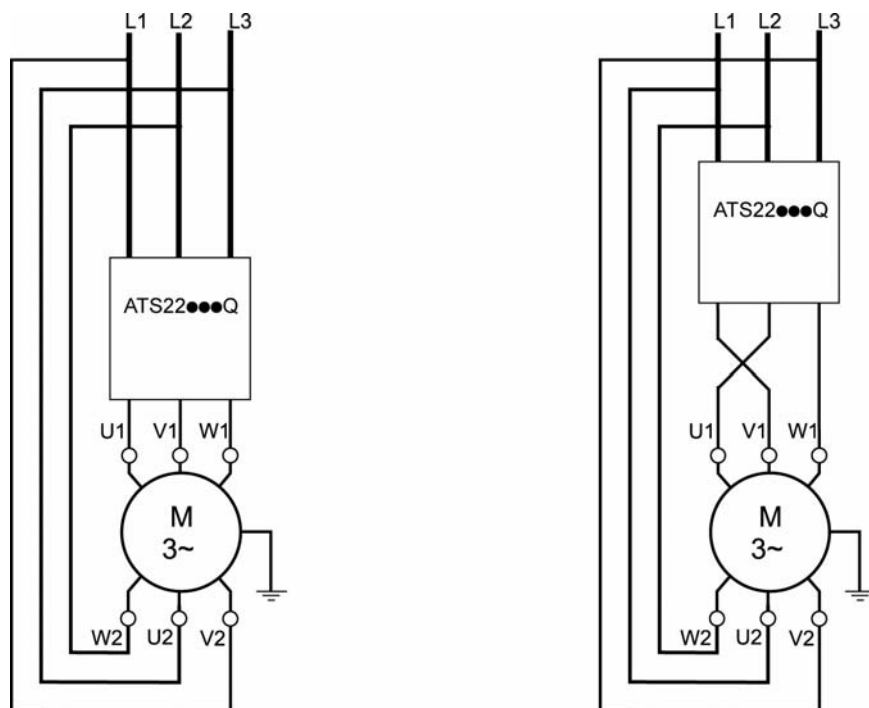 L1 L2 L3
ATS22●●●Q
U1 V1 W1
M
3~
W2 U2 V2
L1 L2 L3
ATS22●●●Q
U1 V1 W1
M
3~
W2 U2 V2